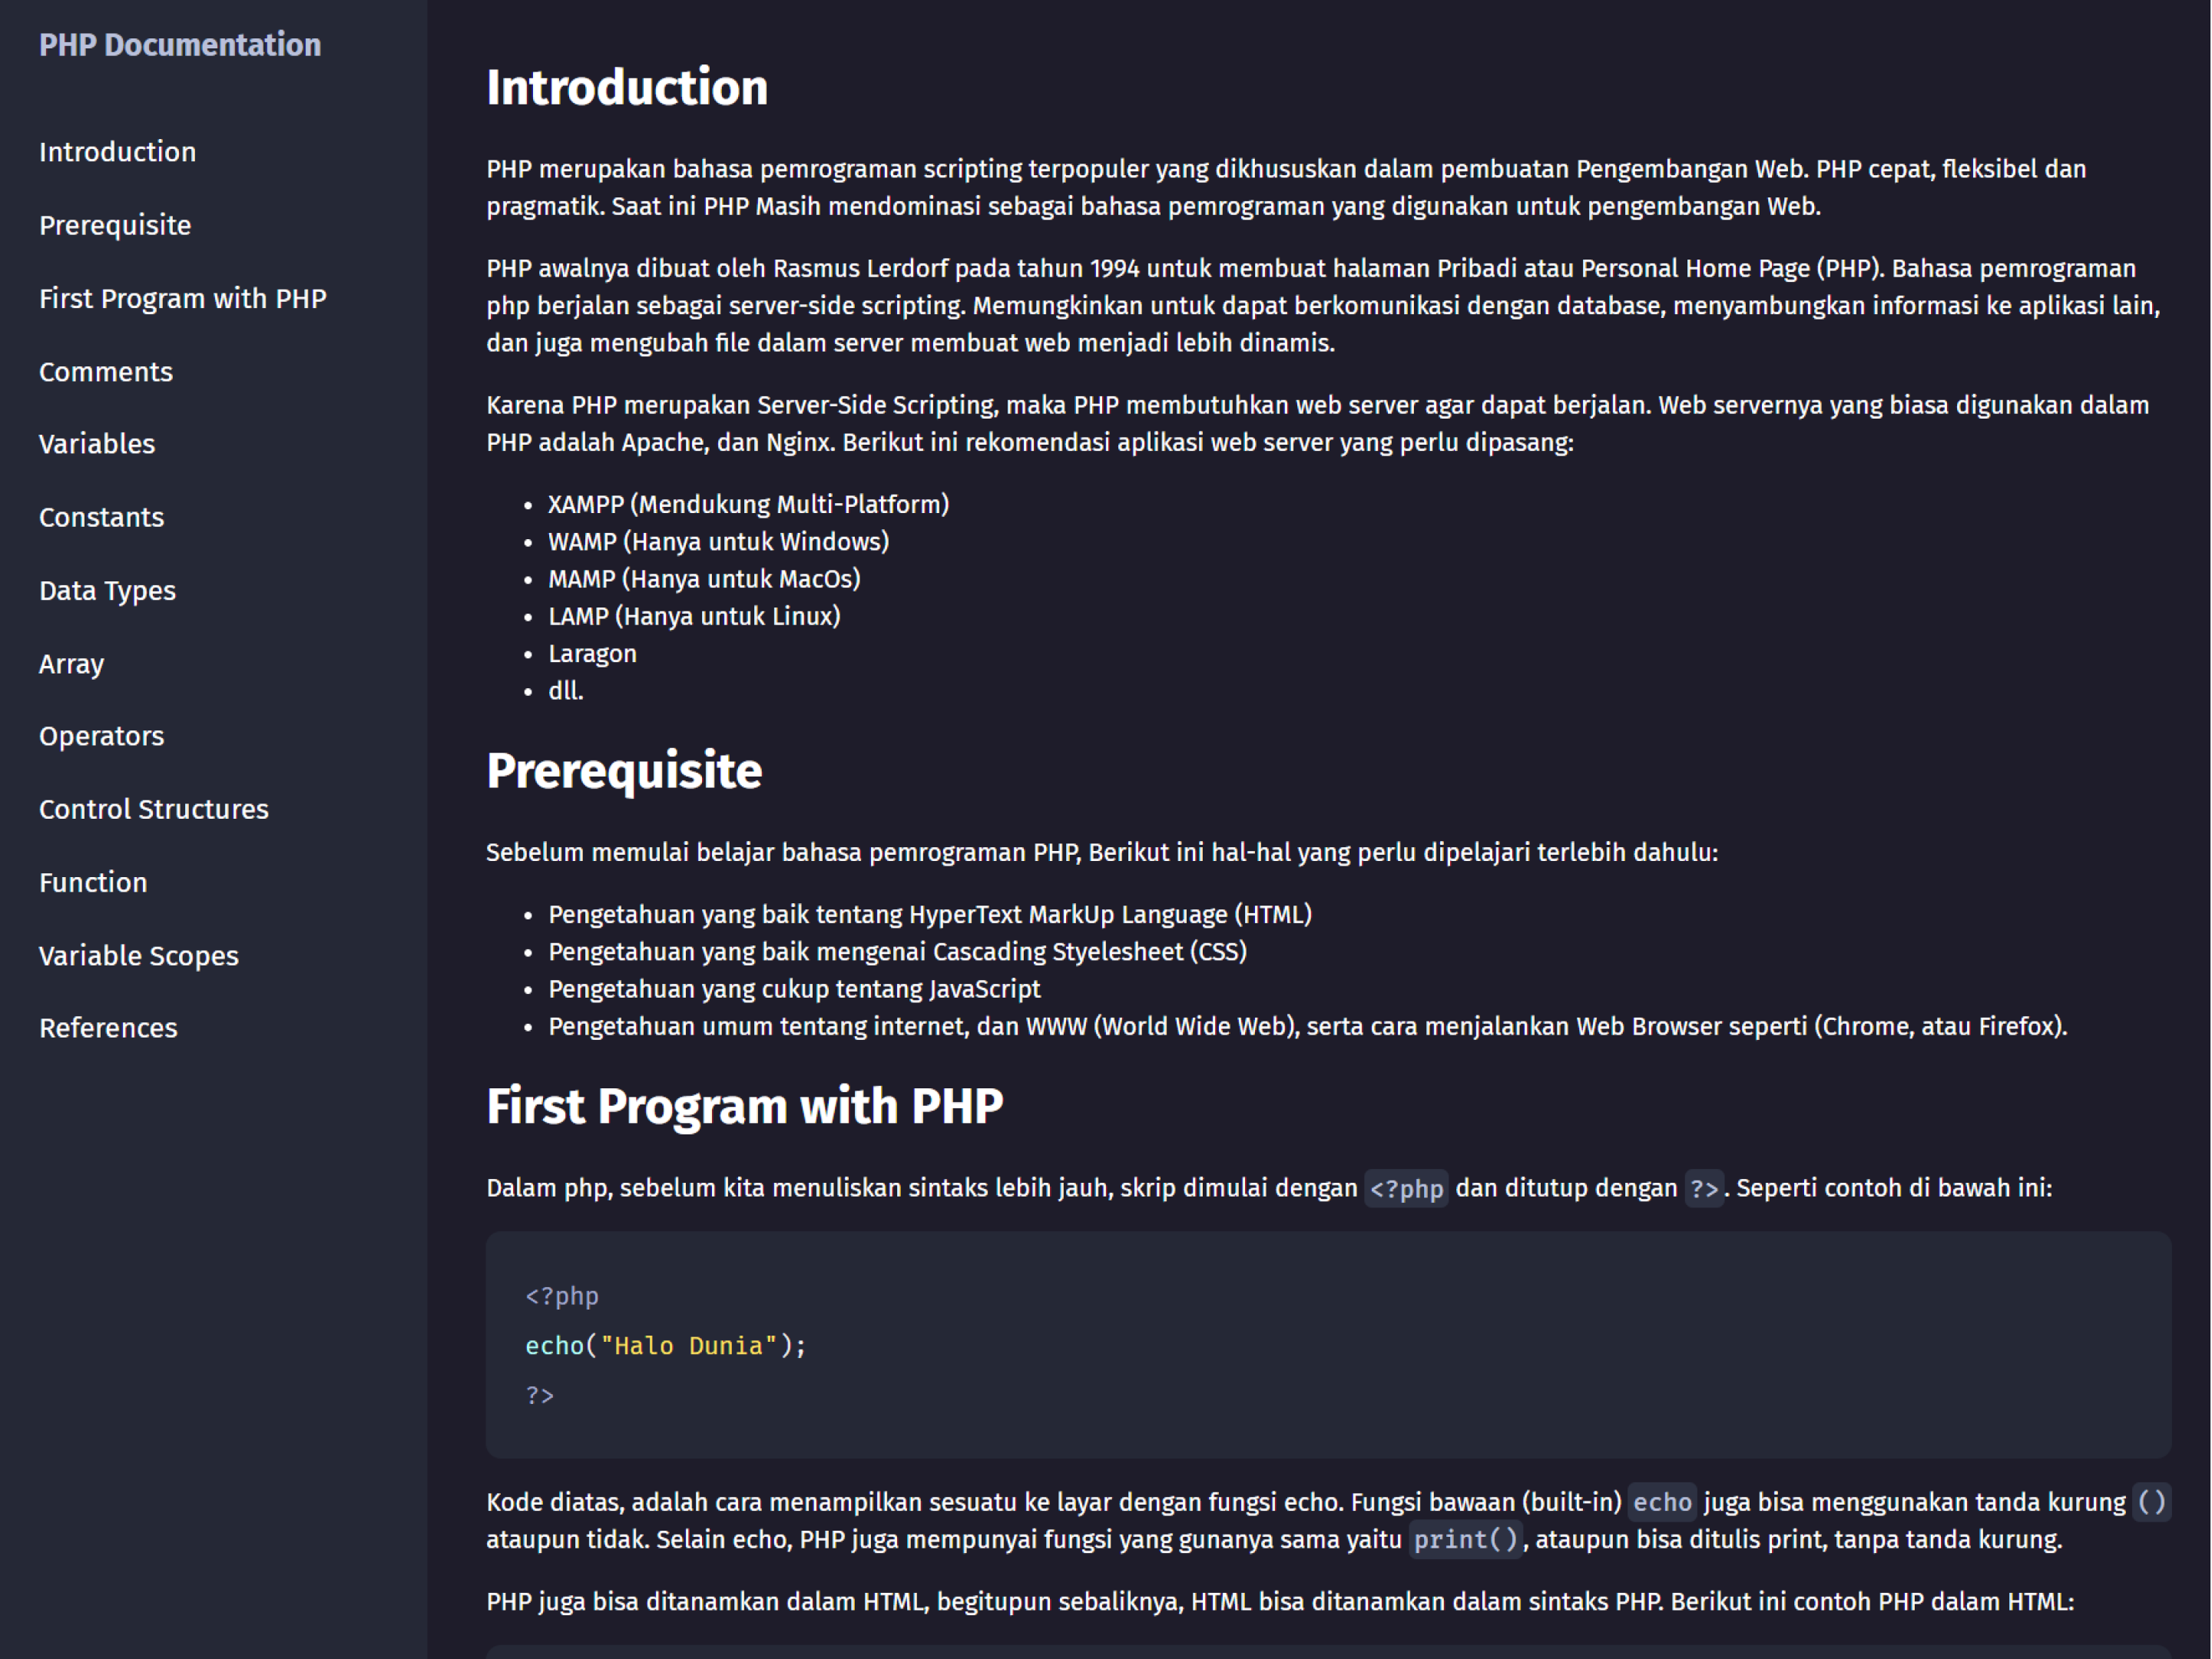 PHP Documentation
Introduction
Prerequisite
First Program with PHP
Comments
Variables
Constants
Data Types
Array
Operators
Control Structures
Function
Variable Scopes
References
Introduction
PHP merupakan bahasa pemrograman scripting terpopuler yang dikhususkan dalam pembuatan Pengembangan Web. PHP cepat, fleksibel dan
pragmatik. Saat ini PHP Masih mendominasi sebagai bahasa pemrograman yang digunakan untuk pengembangan Web.
PHP awalnya dibuat oleh Rasmus Lerdorf pada tahun 1994 untuk membuat halaman Pribadi atau Personal Home Page (PHP). Bahasa pemrograman
php berjalan sebagai server-side scripting. Memungkinkan untuk dapat berkomunikasi dengan database, menyambungkan informasi ke aplikasi lain,
dan juga mengubah file dalam server membuat web menjadi lebih dinamis.
Karena PHP merupakan Server-Side Scripting, maka PHP membutuhkan web server agar dapat berjalan. Web servernya yang biasa digunakan dalam
PHP adalah Apache, dan Nginx. Berikut ini rekomendasi aplikasi web server yang perlu dipasang:
• XAMPP (Mendukung Multi-Platform)
• WAMP (Hanya untuk Windows)
• MAMP (Hanya untuk MacOs)
• LAMP (Hanya untuk Linux)
• Laragon
• dll.
Prerequisite
Sebelum memulai belajar bahasa pemrograman PHP, Berikut ini hal-hal yang perlu dipelajari terlebih dahulu:
• Pengetahuan yang baik tentang HyperText MarkUp Language (HTML)
• Pengetahuan yang baik mengenai Cascading Styelesheet (CSS)
• Pengetahuan yang cukup tentang JavaScript
• Pengetahuan umum tentang internet, dan WWW (World Wide Web), serta cara menjalankan Web Browser seperti (Chrome, atau Firefox).
First Program with PHP
Dalam php, sebelum kita menuliskan sintaks lebih jauh, skrip dimulai dengan <?php dan ditutup dengan ?>. Seperti contoh di bawah ini:
<?php
echo("Halo Dunia");
?>
Kode diatas, adalah cara menampilkan sesuatu ke layar dengan fungsi echo. Fungsi bawaan (built-in) echo juga bisa menggunakan tanda kurung ()
ataupun tidak. Selain echo, PHP juga mempunyai fungsi yang gunanya sama yaitu print(), ataupun bisa ditulis print, tanpa tanda kurung.
PHP juga bisa ditanamkan dalam HTML, begitupun sebaliknya, HTML bisa ditanamkan dalam sintaks PHP. Berikut ini contoh PHP dalam HTML: